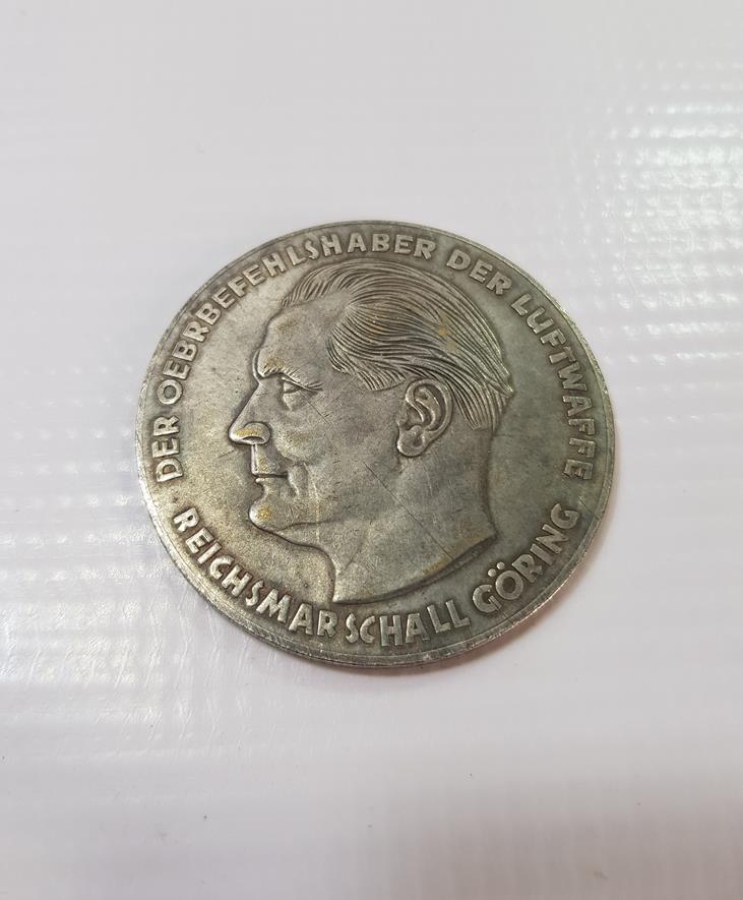 DER OEBRBEFEHLSHABER DER LUFTWAFFE
REICHSMARSCHALL GÖRING